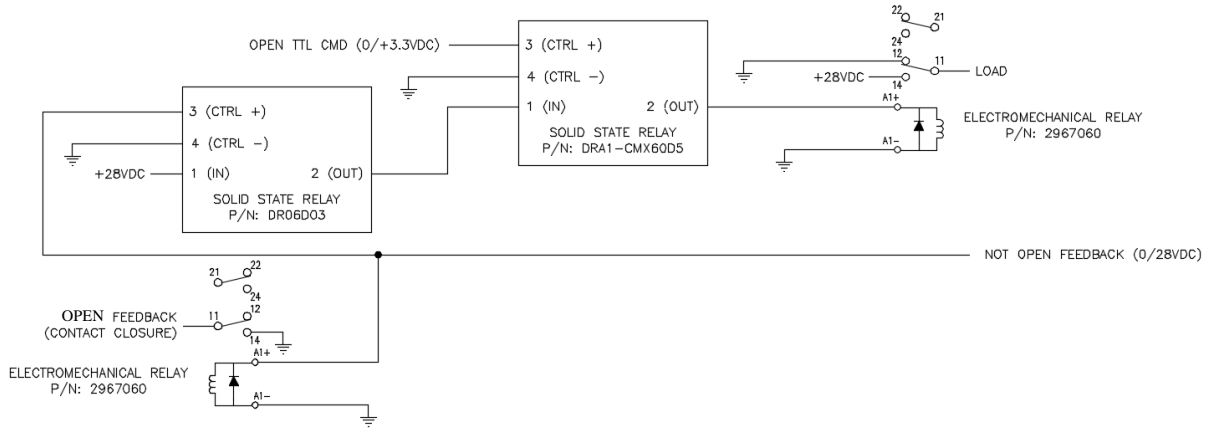 22
21
24
OPEN TTL CMD (0/+3.3VDC)
3 (CTRL +)
12
11
LOAD
4 (CTRL -)
+28VDC
14
1 (IN) 2 (OUT)
A1+
ELECTROMECHANICAL RELAY
P/N: 2967060
SOLID STATE RELAY
P/N: DRA1-CMX60D5
A1-
3 (CTRL +)
4 (CTRL -)
+28VDC
1 (IN) 2 (OUT)
SOLID STATE RELAY
P/N: DR06D03
NOT OPEN FEEDBACK (0/28VDC)
21
22
24
OPEN FEEDBACK
(CONTACT CLOSURE)
11
12
14
ELECTROMECHANICAL RELAY
P/N: 2967060
A1+
A1-